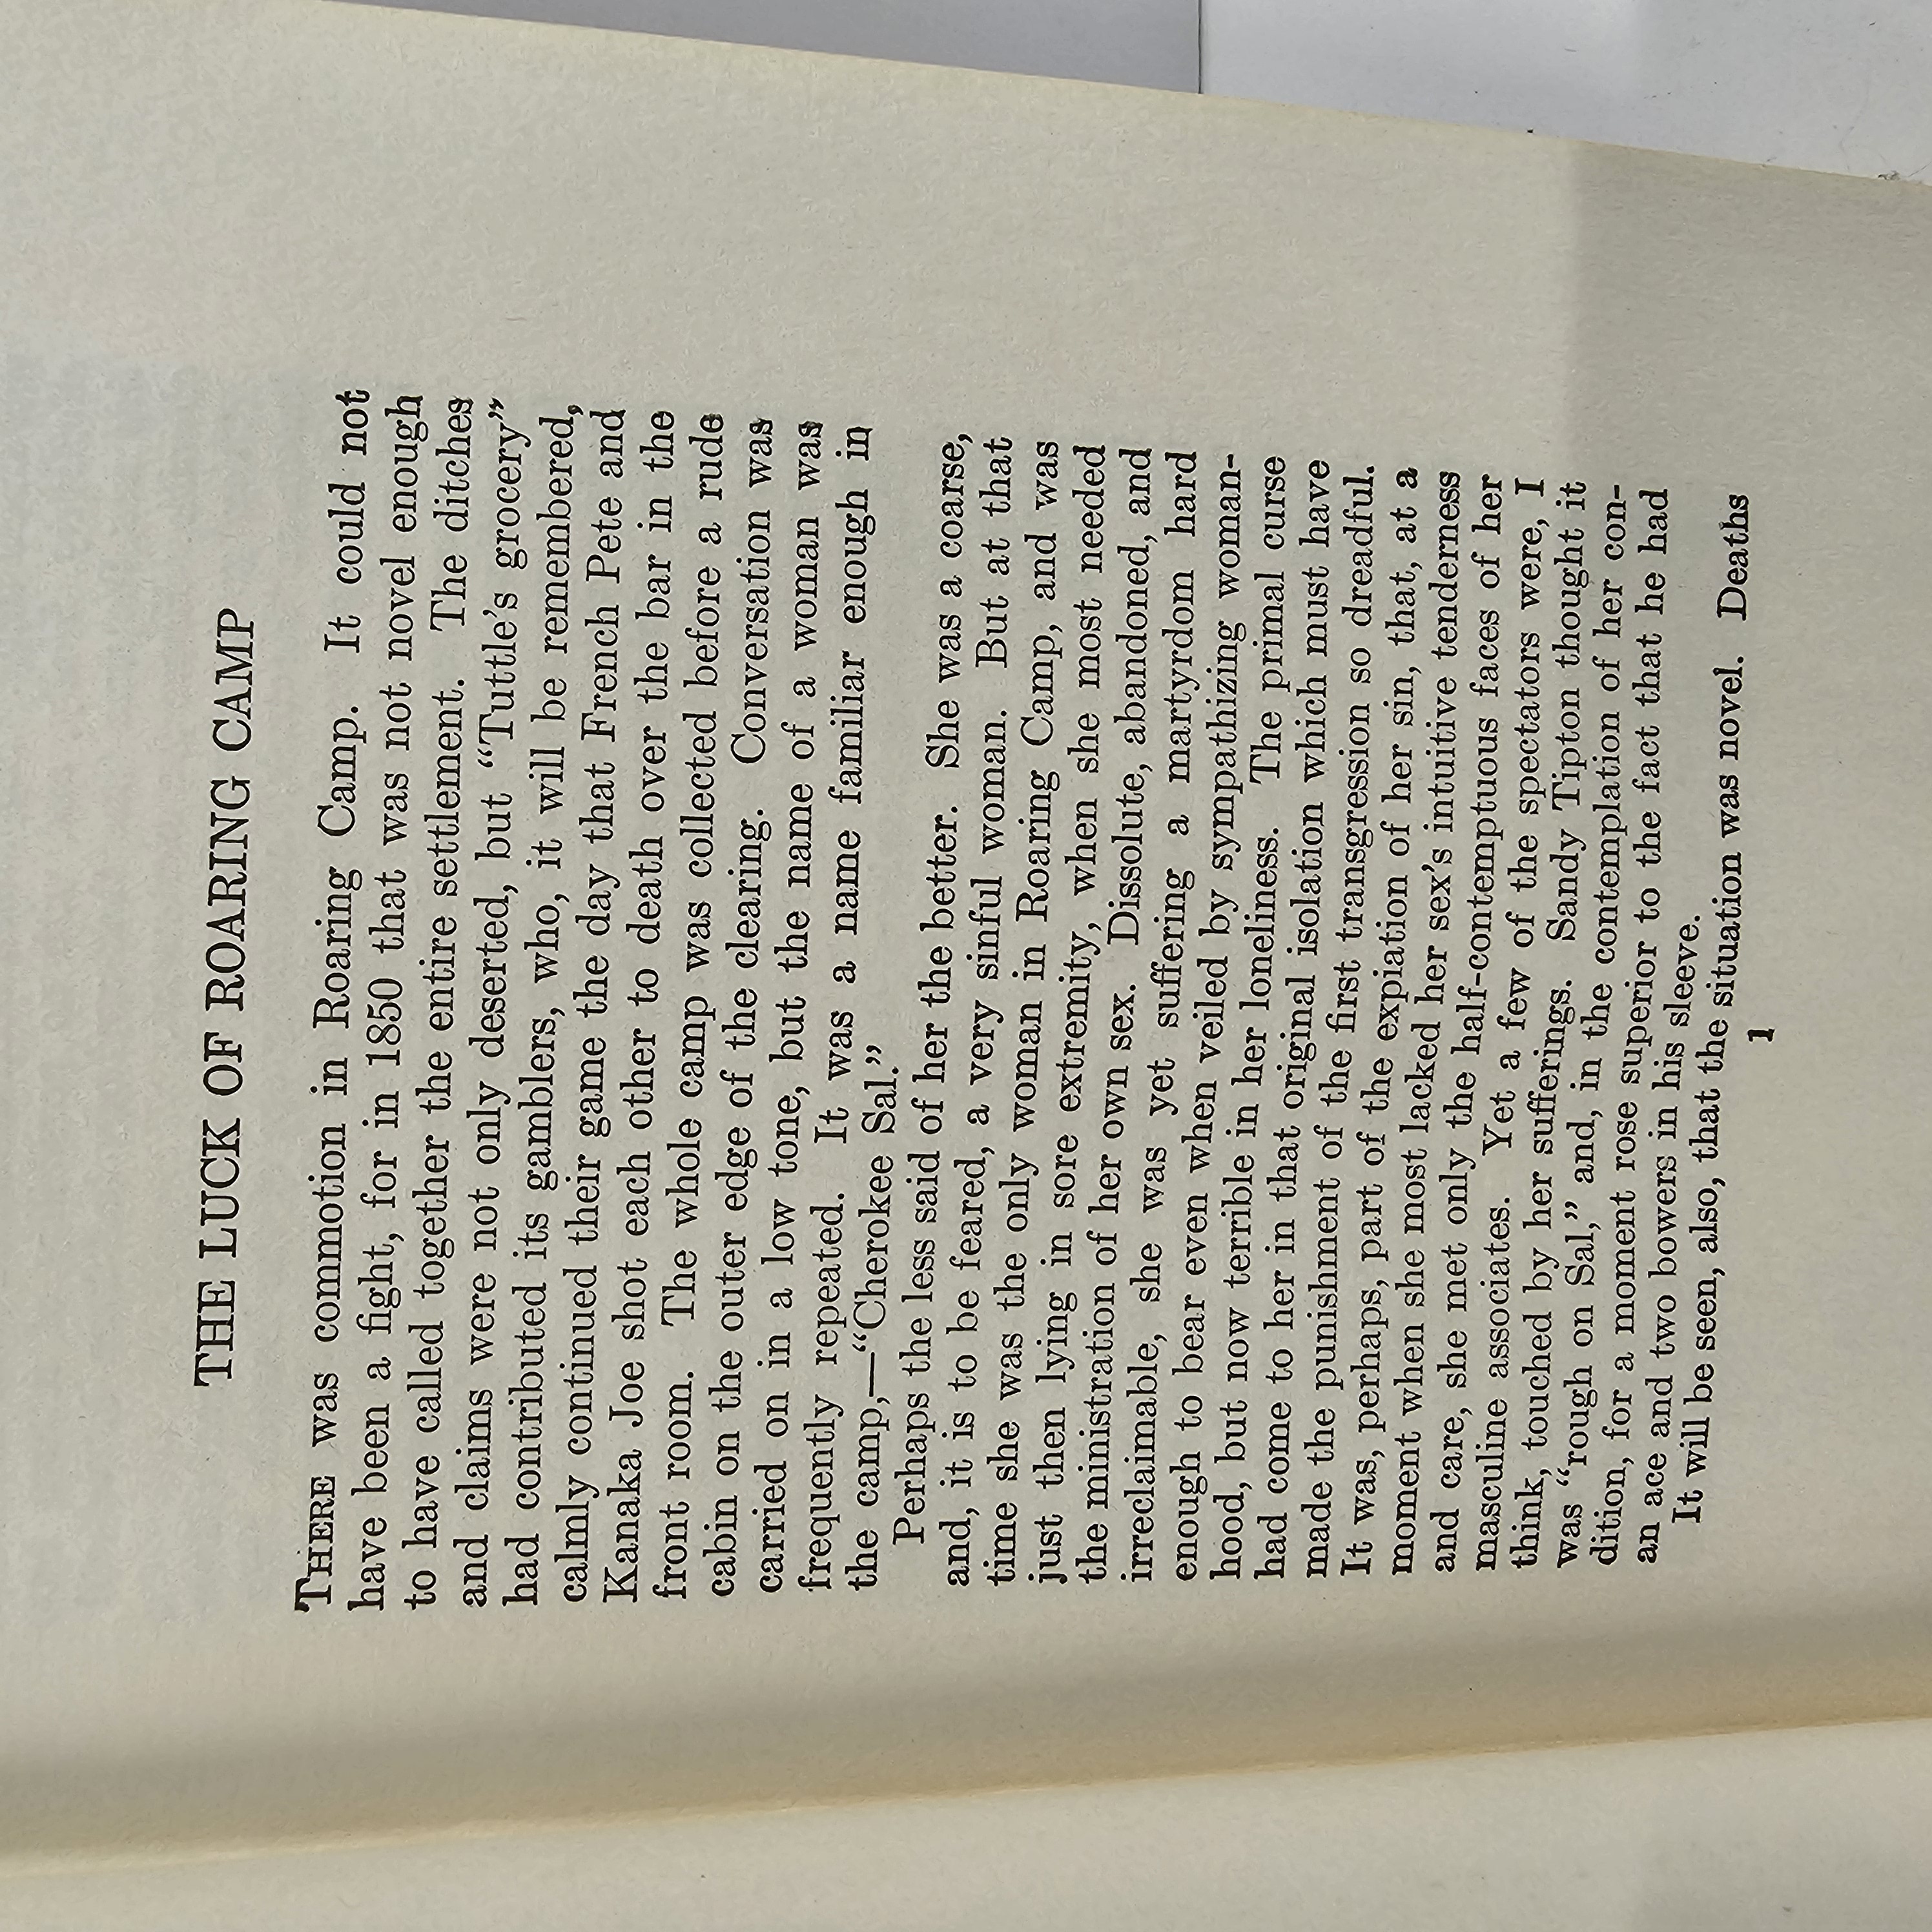 THE LUCK OF ROARING CAMP
THERE was commotion in Roaring Camp. It could not
have been a fight, for in 1850 that was not novel enough
to have called together the entire settlement. The ditches
and claims were not only deserted, but “Tuttle’s grocery”
had contributed its gamblers, who, it will be remembered,
calmly continued their game the day that French Pete and
Kanaka Joe shot each other to death over the bar in the
front room. The whole camp was collected before a rude
cabin on the outer edge of the clearing. Conversation was
carried on in a low tone, but the name of a woman was
frequently repeated. It was a name familiar enough in
the camp,—“Cherokee Sal.”
Perhaps the less said of her the better. She was a coarse,
and, it is to be feared, a very sinful woman. But at that
time she was the only woman in Roaring Camp, and was
just then lying in sore extremity, when she most needed
the ministration of her own sex. Dissolute, abandoned, and
irreclaimable, she was yet suffering a martyrdom hard
enough to bear even when veiled by sympathizing woman-
hood, but now terrible in her loneliness. The primal curse
had come to her in that original isolation which must have
made the punishment of the first transgression so dreadful.
It was, perhaps, part of the expiation of her sin, that, at a
moment when she most lacked her sex’s intuitive tenderness
and care, she met only the half-contemptuous faces of her
masculine associates. Yet a few of the spectators were, I
think, touched by her sufferings. Sandy Tipton thought it
was “rough on Sal,” and, in the contemplation of her con-
dition, for a moment rose superior to the fact that he had
an ace and two bowers in his sleeve.
It will be seen, also, that the situation was novel. Deaths
1